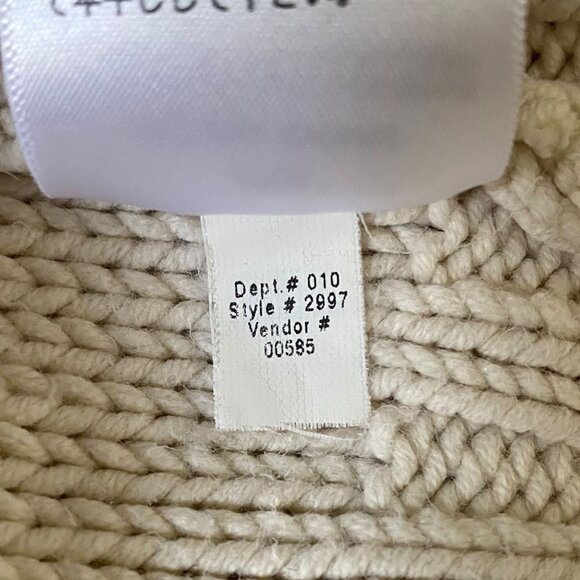 Dept.# 010
Style # 2997
Vendor #
00585